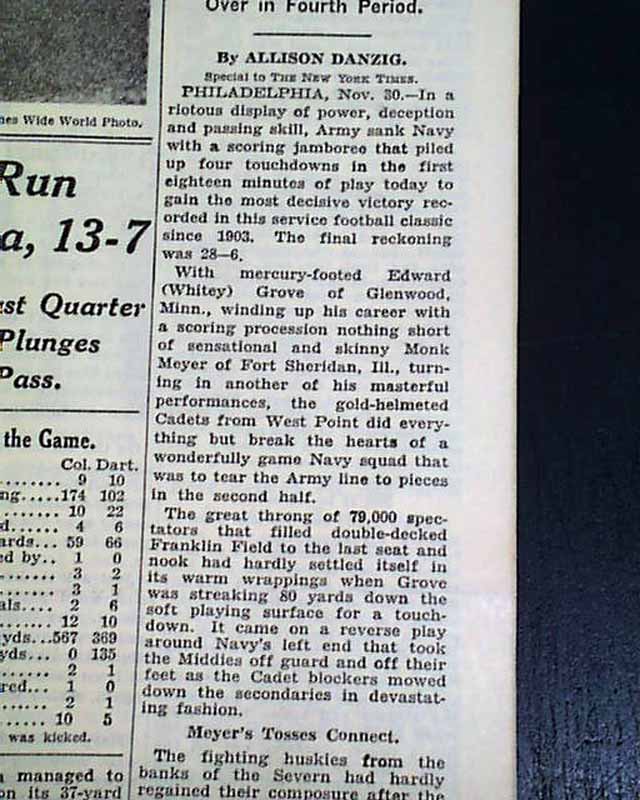 Over in Fourth Period.
By ALLISON DANZIG.
Special to THE NEW YORK TIMES.
PHILADELPHIA, Nov. 30.—In a
riotous display of power, deception
and passing skill, Army sank Navy
with a scoring jamboree that piled
up four touchdowns in the first
eighteen minutes of play today to
gain the most decisive victory rec-
orded in this service football classic
since 1903. The final reckoning
was 28—6.
With mercury-footed Edward
(Whitey) Grove of Glenwood,
Minn., winding up his career with
a scoring procession nothing short
of sensational and skinny Monk
Meyer of Fort Sheridan, Ill., turn-
ing in another of his masterful
performances, the gold-helmeted
Cadets from West Point did every-
thing but break the hearts of a
wonderfully game Navy squad that
was to tear the Army line to pieces
in the second half.
The great throng of 79,000 spec-
tators that filled double-decked
Franklin Field to the last seat and
nook had hardly settled itself in
its warm wrappings when Grove
was streaking 80 yards down the
soft playing surface for a touch-
down. It came on a reverse play
around Navy's left end that took
the Middies off guard and off their
feet as the Cadet blockers mowed
down the secondaries in devastat-
ing fashion.
Meyer's Tosses Connect.
The fighting huskies from the
banks of the Severn had hardly
regained their composure after the
mes Wide World Photo.
Run
a, 13-7
st Quarter
Plunges
Pass.
the Game.
Col. Dart.
........ 9 10
ng.....174 102
........ 10 22
d...... 4 6
ards... 59 66
ed by.. 1 0
....... 3 2
....... 3 1
als.... 2 6
....... 12 10
yds...567 369
yds... 0 135
....... 2 1
red... 1 0
....... 2 1
...... 10 5
was kicked.
a managed to
on its 37-yard